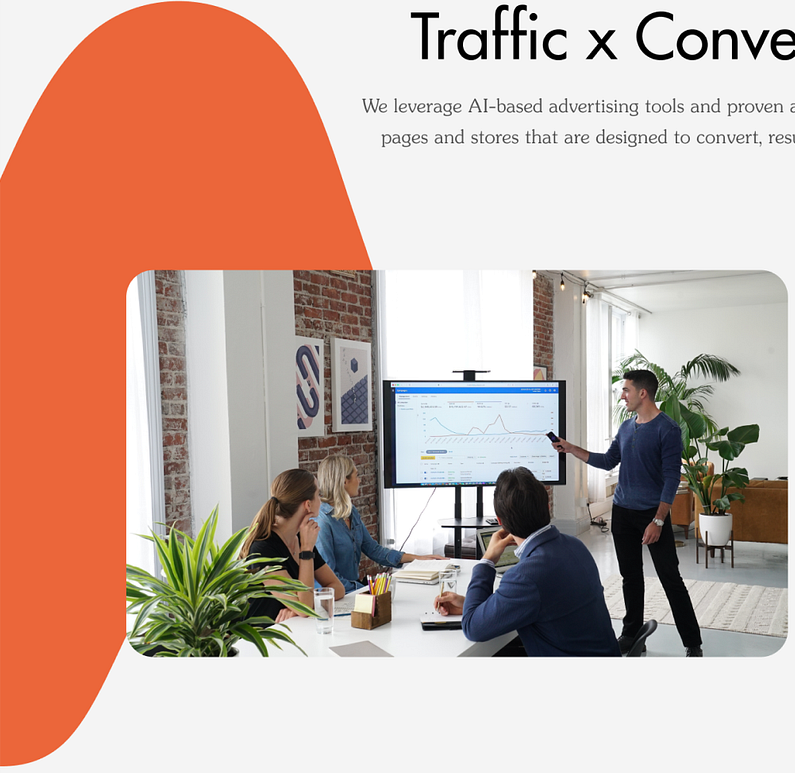 Traffic x Conve
We leverage AI-based advertising tools and proven a
pages and stores that are designed to convert, resu